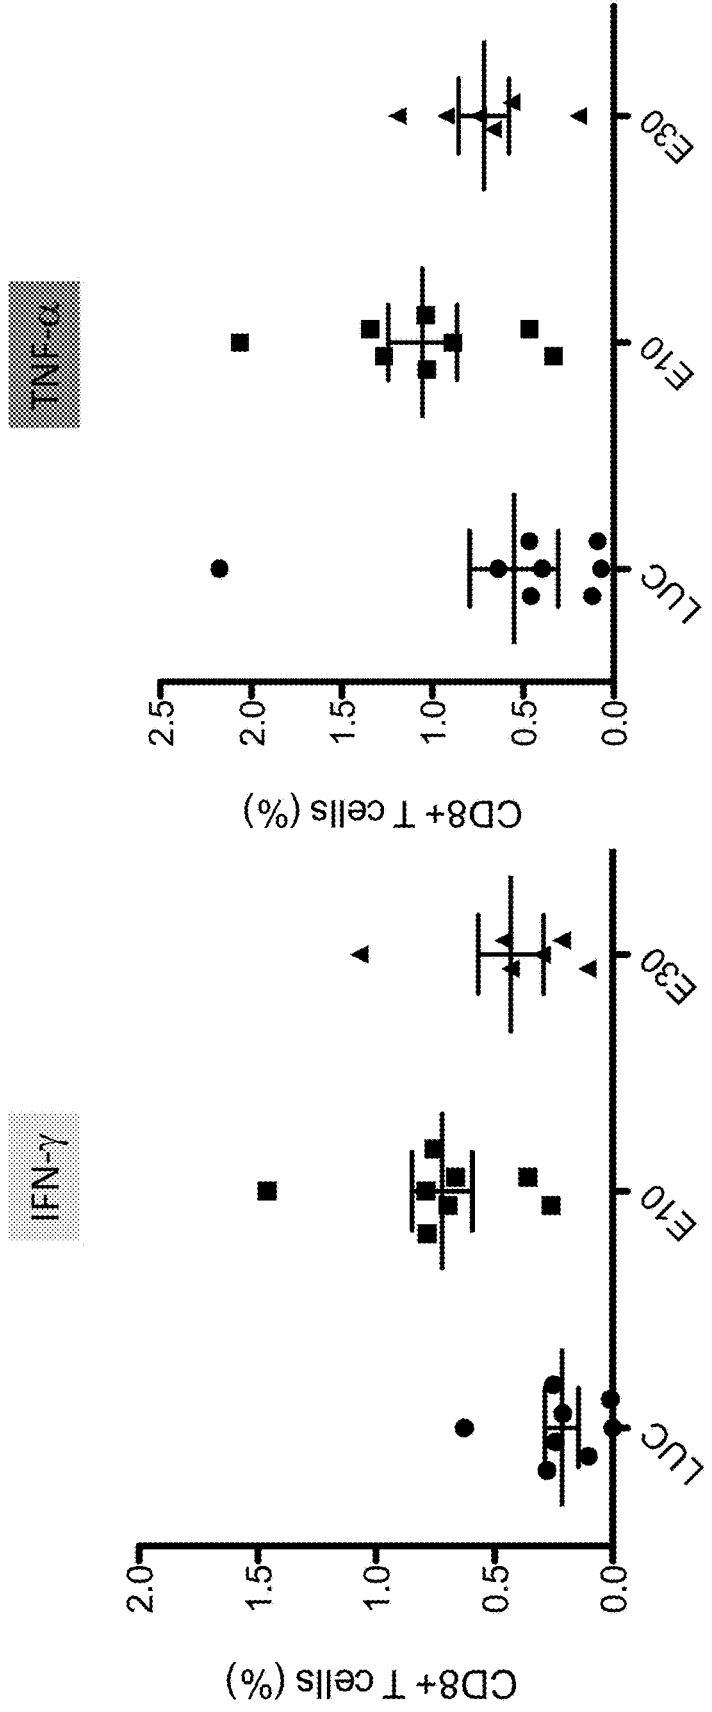 IFN-γ
CD8+ T cells (%)
2.0
1.5
1.0
0.5
0.0
LUC
E10
E30
TNF-α
CD8+ T cells (%)
2.5
2.0
1.5
1.0
0.5
0.0
LUC
E10
E30